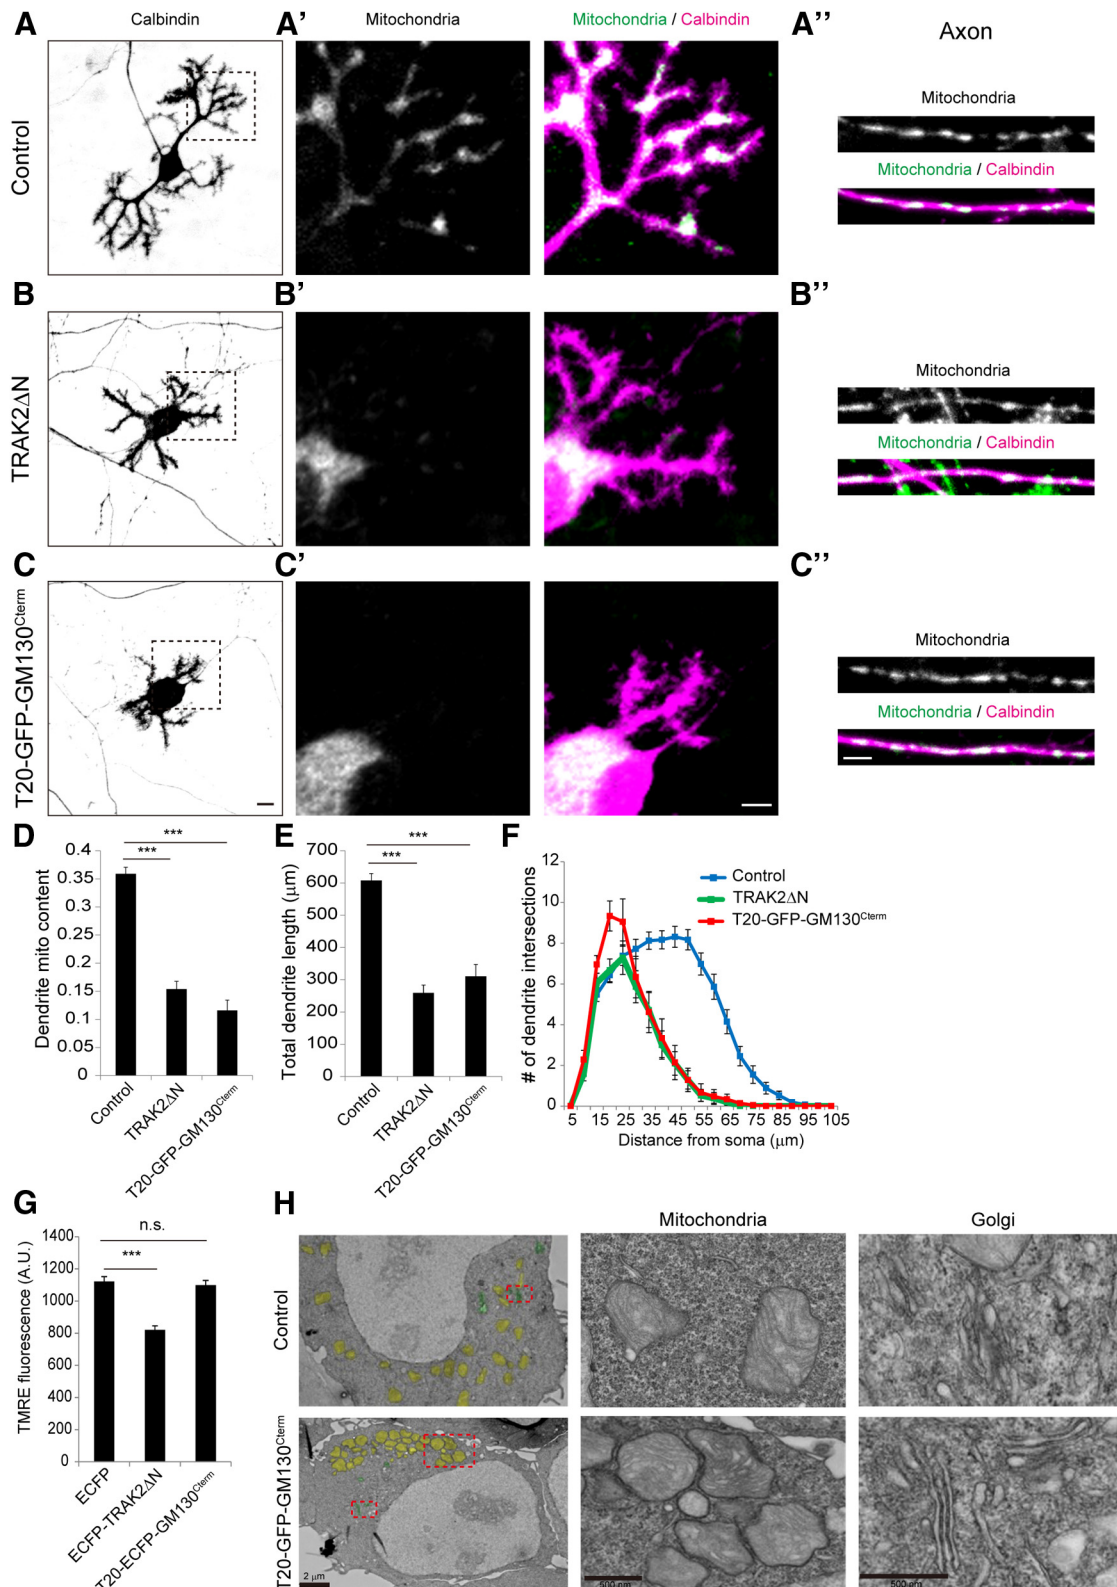 A Calbindin A' Mitochondria Mitochondria / Calbindin A'' Axon
Control
Mitochondria
Mitochondria / Calbindin
B B' B''
TRAK2ΔN
Mitochondria
Mitochondria / Calbindin
C C' C''
T20-GFP-GM130Cterm
Mitochondria
Mitochondria / Calbindin
D
Dendrite mito content
0.4
0.35
0.3
0.25
0.2
0.15
0.1
0.05
0
***
***
Control
TRAK2ΔN
T20-GFP-GM130Cterm
E
Total dendrite length (μm)
700
600
500
400
300
200
100
0
***
***
Control
TRAK2ΔN
T20-GFP-GM130Cterm
F
# of dendrite intersections
12
10
8
6
4
2
0
Control
TRAK2ΔN
T20-GFP-GM130Cterm
5 15 25 35 45 55 65 75 85 95 105
Distance from soma (μm)
G
TMRE fluorescence (A.U.)
1400
1200
1000
800
600
400
200
0
n.s.
***
ECFP
ECFP-TRAK2ΔN
T20-ECFP-GM130Cterm
H
Mitochondria Golgi
Control
T20-GFP-GM130Cterm
2 μm
500 nm
500 nm